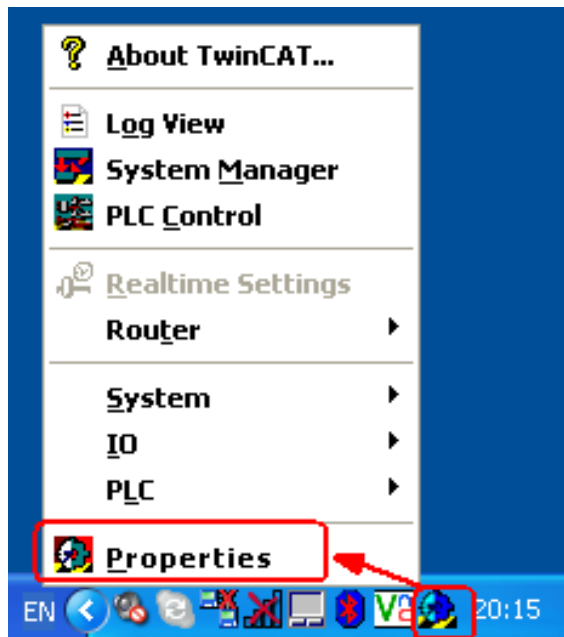 About TwinCAT...
Log View
System Manager
PLC Control
Realtime Settings
Router
System
IO
PLC
Properties
EN 20:15